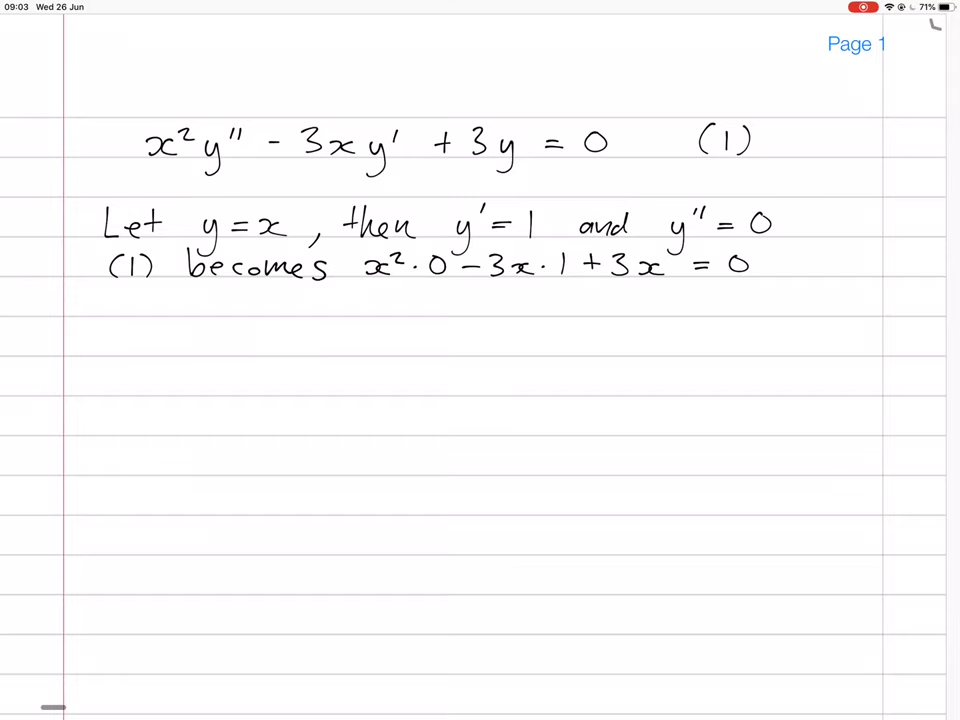 09:03 Wed 26 Jun 71%
Page 1
x²y'' - 3xy' + 3y = 0 (1)
Let y = x, then y' = 1 and y'' = 0
(1) becomes x²·0 - 3x·1 + 3x = 0